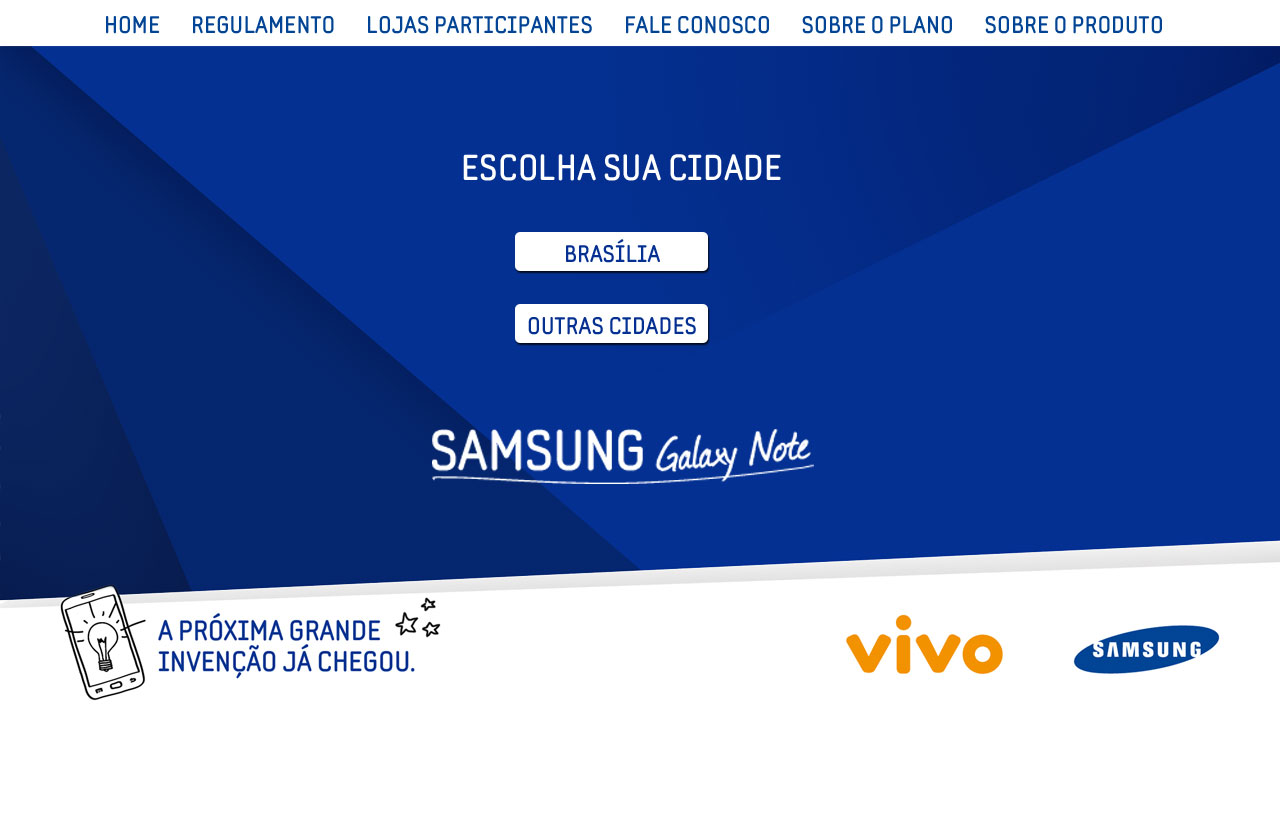 HOME REGULAMENTO LOJAS PARTICIPANTES FALE CONOSCO SOBRE O PLANO SOBRE O PRODUTO
ESCOLHA SUA CIDADE
BRASÍLIA
OUTRAS CIDADES
SAMSUNG Galaxy Note
A PRÓXIMA GRANDE
INVENÇÃO JÁ CHEGOU.
vivo
SAMSUNG